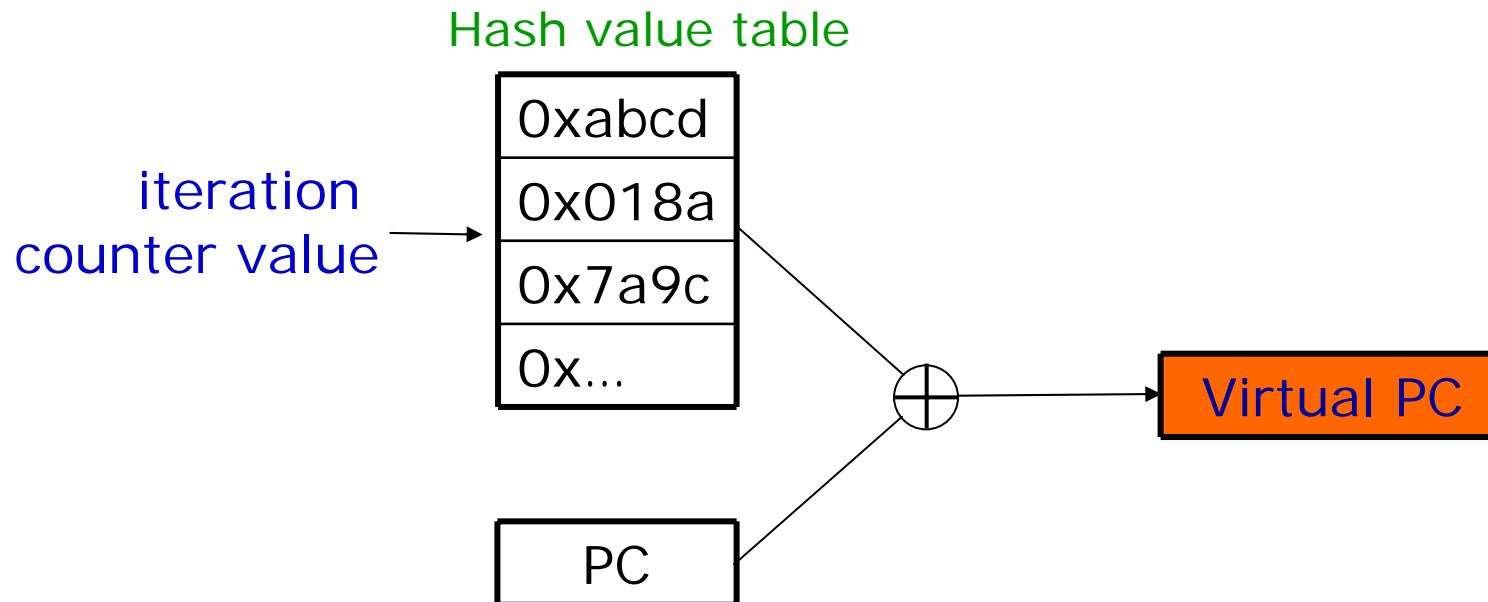 Hash value table
0xabcd
iteration
counter value
0x018a
0x7a9c
0x...
Virtual PC
PC